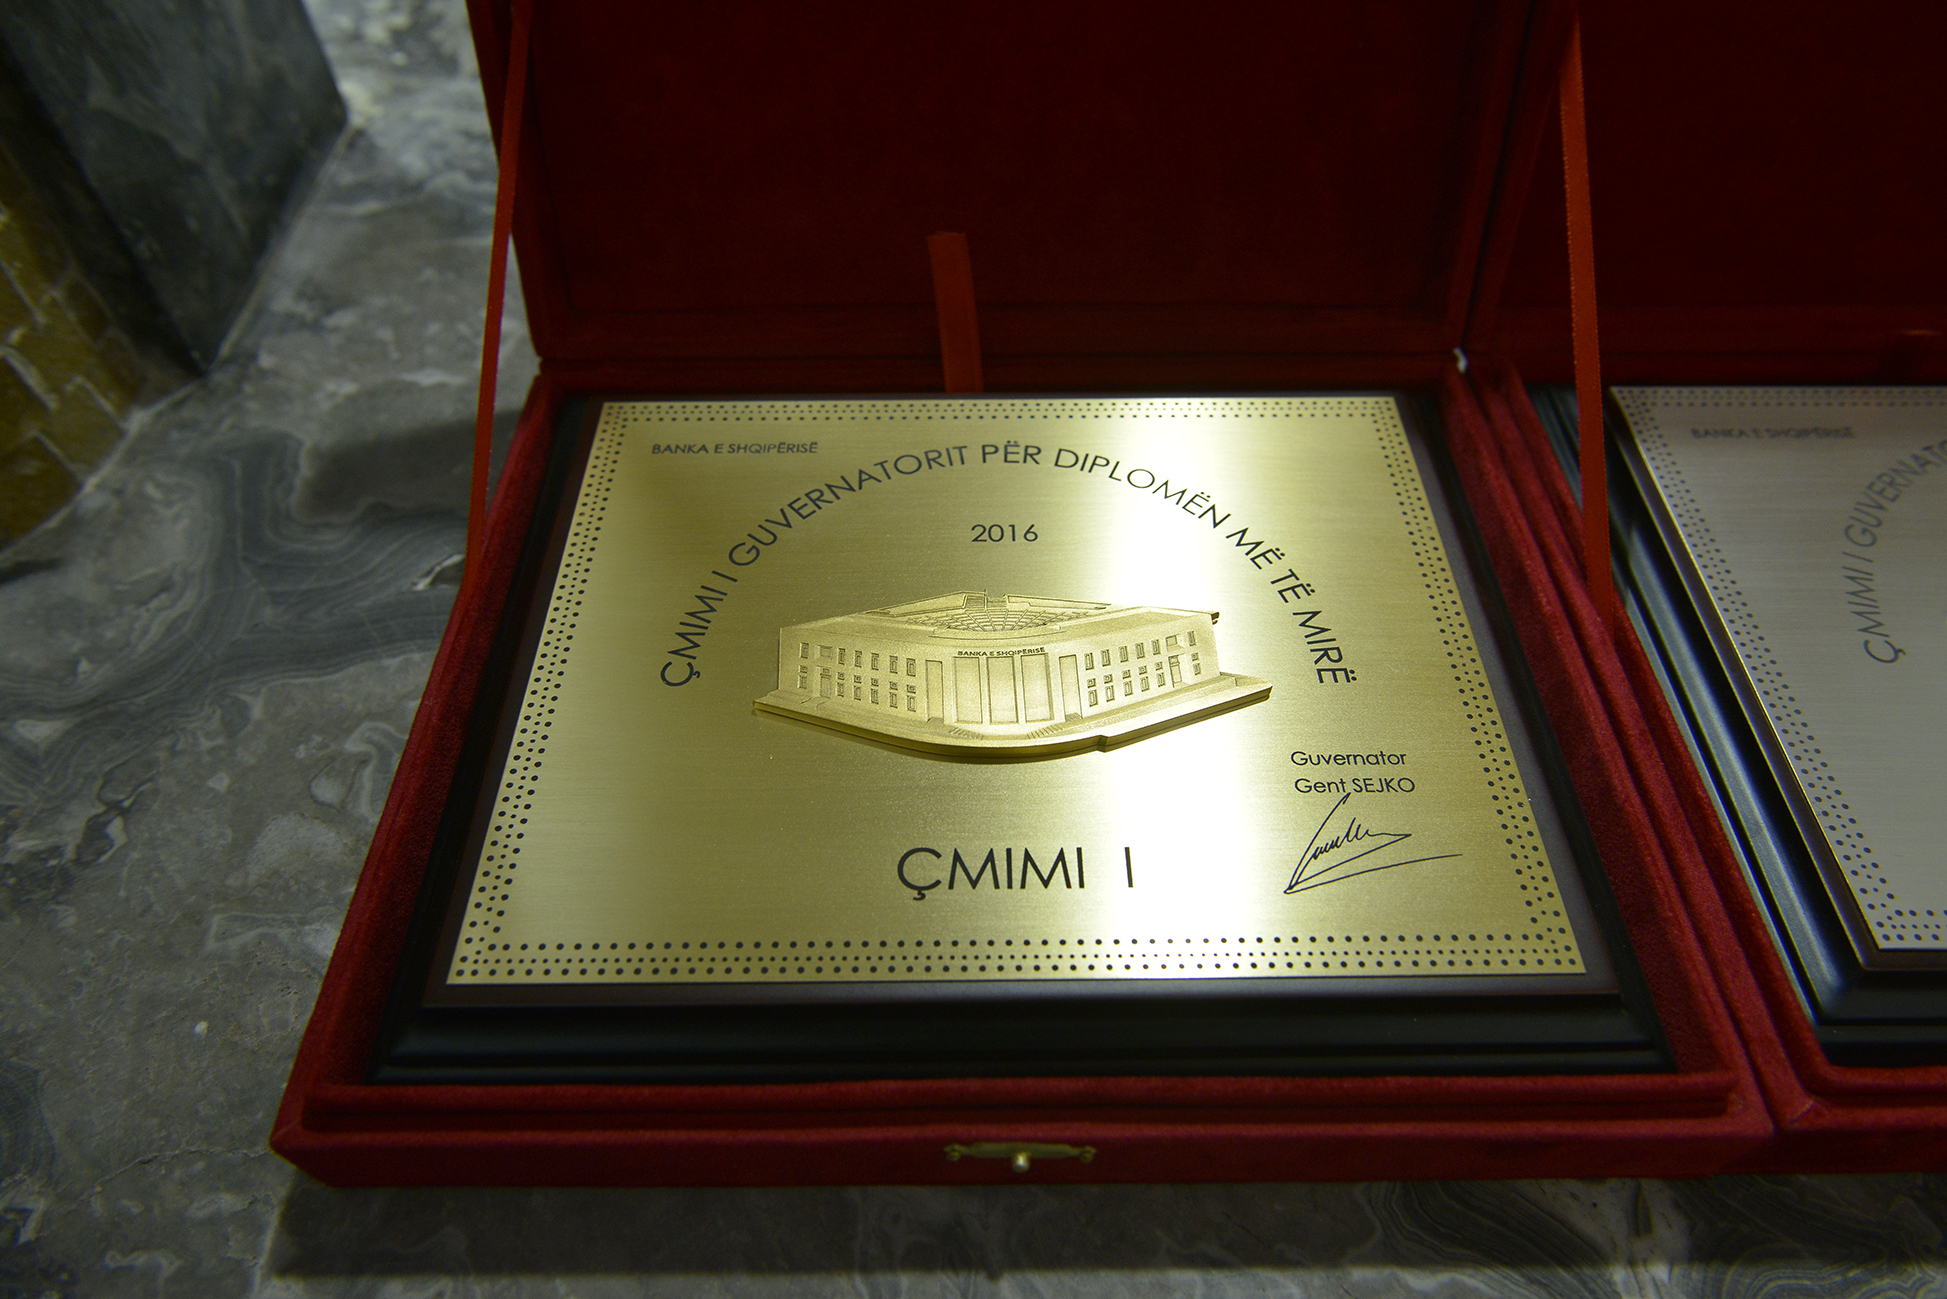 BANKA E SHQIPËRISË
ÇMIMI I GUVERNATORIT PËR DIPLOMËN MË TË MIRË
2016
BANKA E SHQIPËRISË
Guvernator
Gent SEJKO
ÇMIMI I
BANKA E SHQIPËRISË
ÇMIMI I